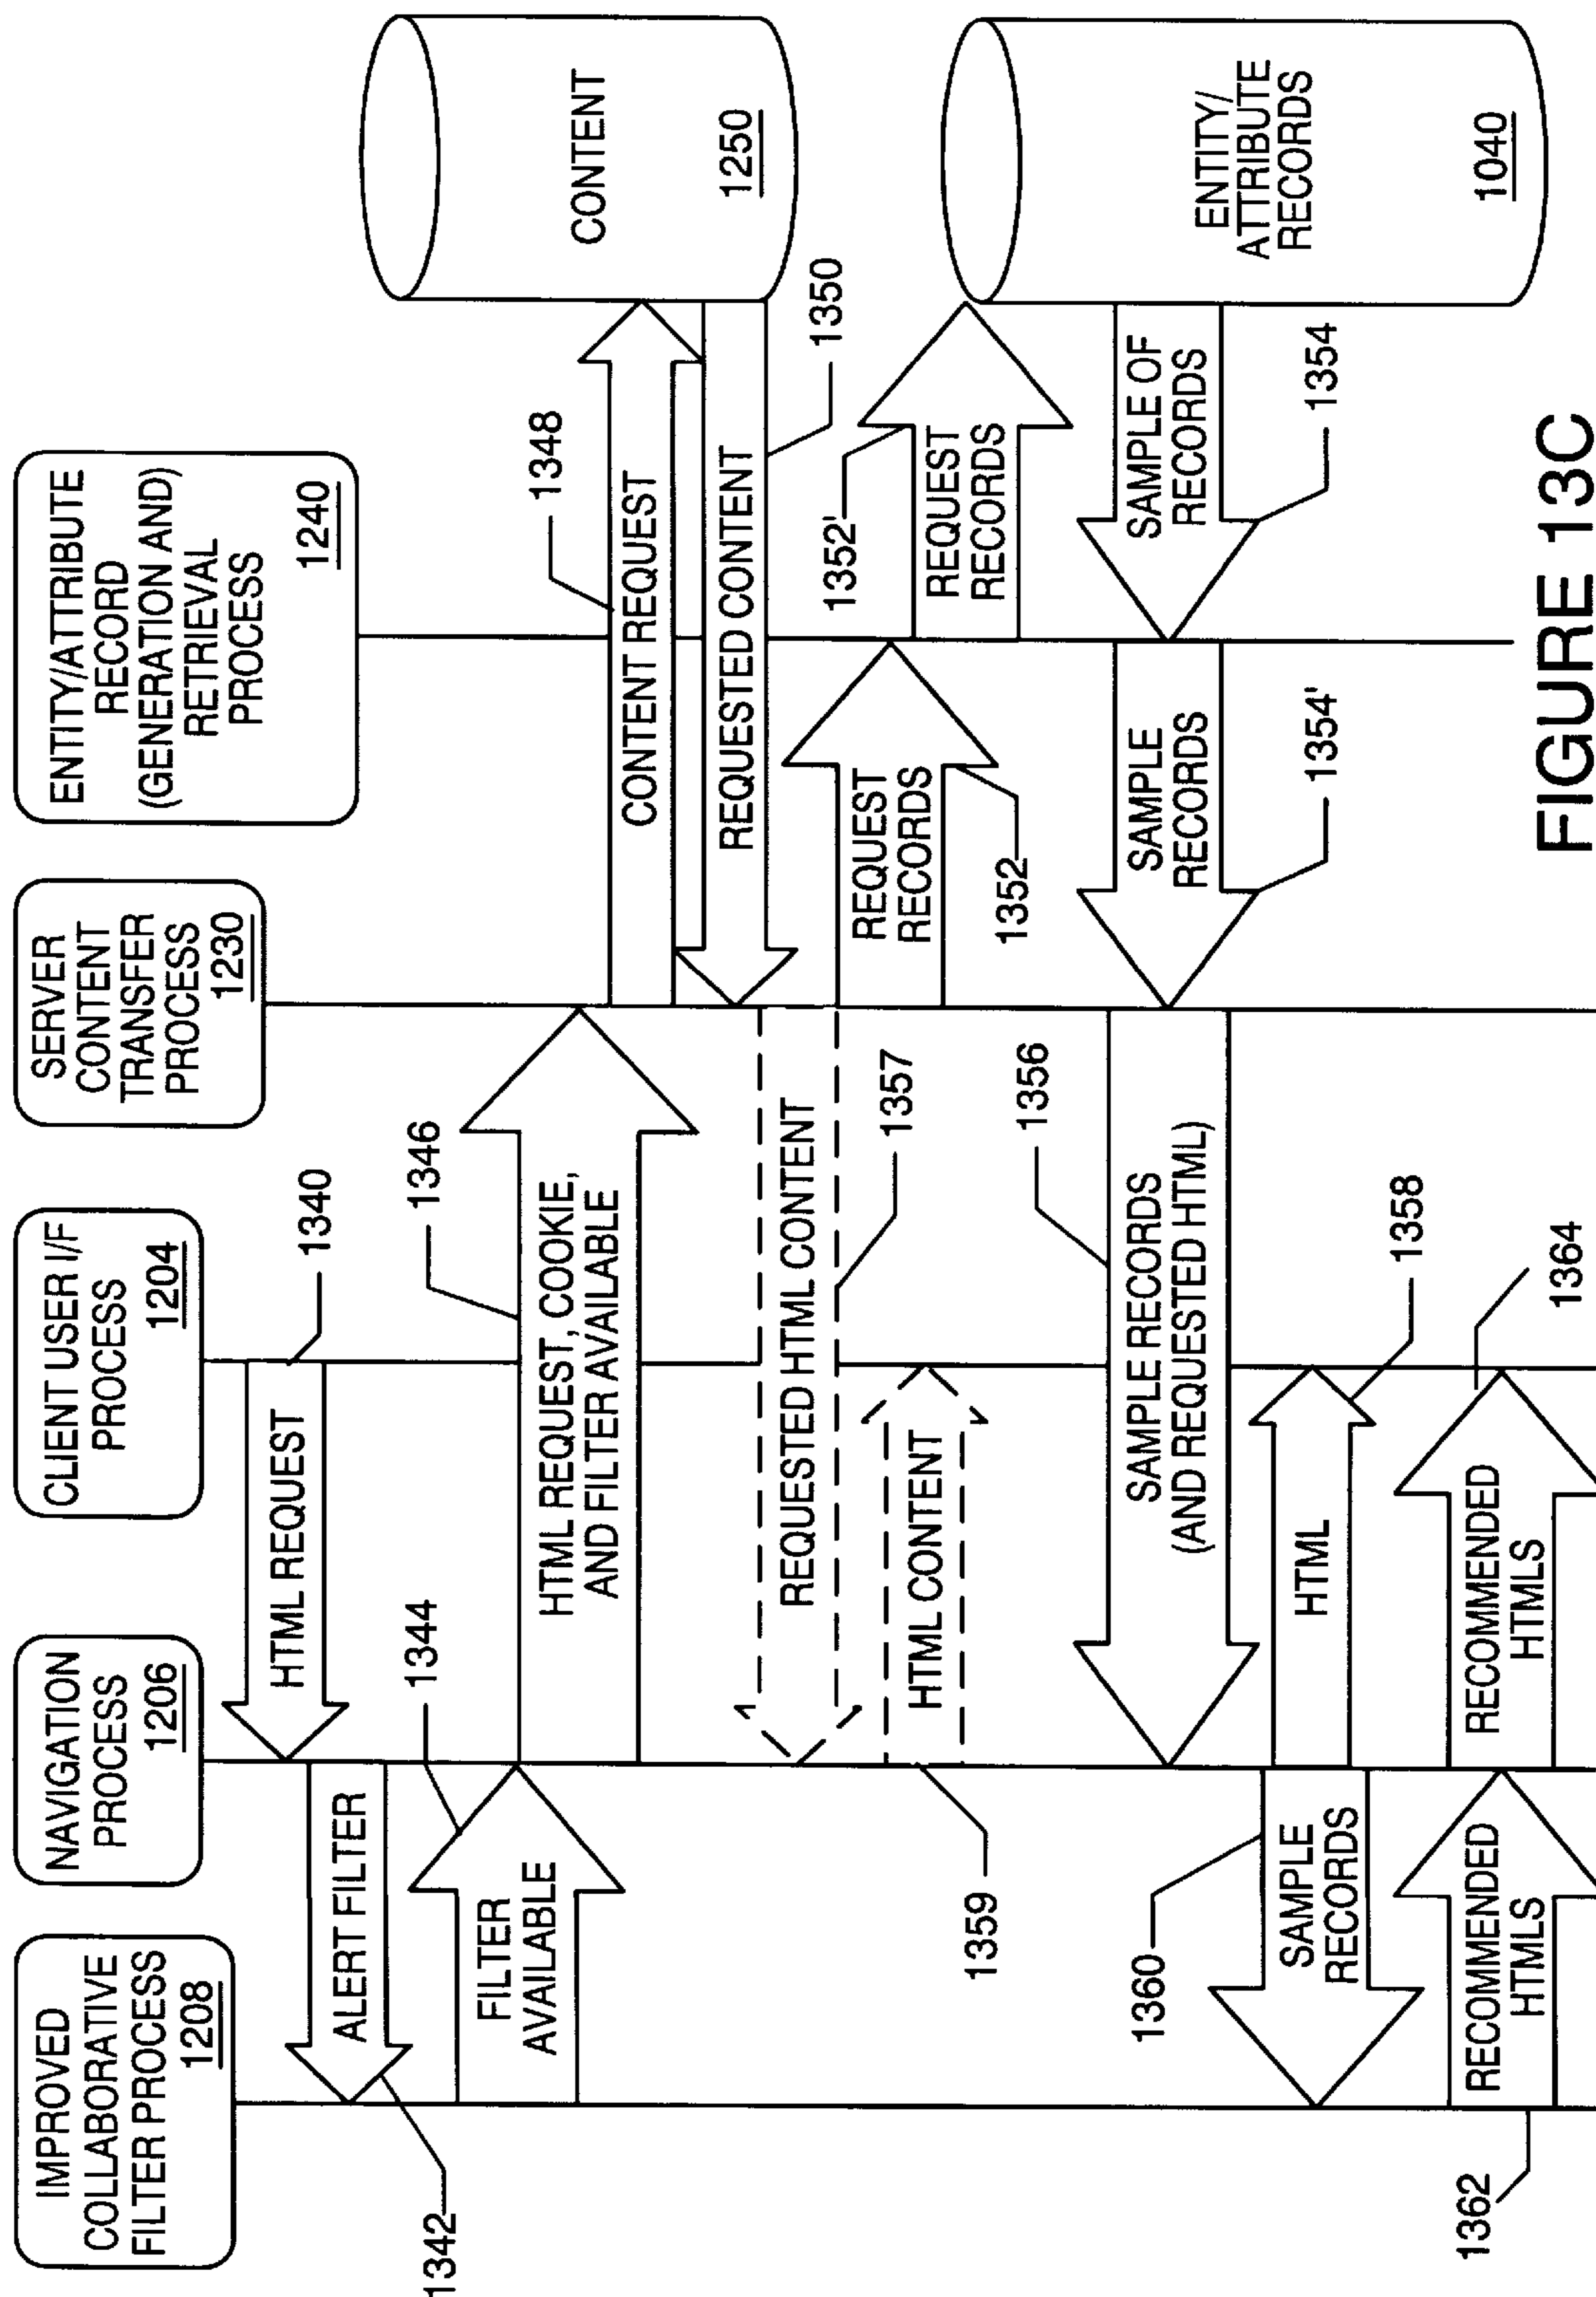 IMPROVED
COLLABORATIVE
FILTER PROCESS
1208
NAVIGATION
PROCESS
1206
CLIENT USER I/F
PROCESS
1204
SERVER
CONTENT
TRANSFER
PROCESS
1230
ENTITY/ATTRIBUTE
RECORD
(GENERATION AND)
RETRIEVAL
PROCESS
1240
HTML REQUEST
1340
ALERT FILTER
1342
FILTER
AVAILABLE
1344
HTML REQUEST, COOKIE,
AND FILTER AVAILABLE
1346
CONTENT REQUEST
1348
REQUESTED CONTENT
1350
CONTENT
1250
REQUESTED HTML CONTENT
1357
REQUEST
RECORDS
1352
REQUEST
RECORDS
1352'
HTML CONTENT
1359
ENTITY/
ATTRIBUTE
RECORDS
1040
SAMPLE OF
RECORDS
1354
SAMPLE
RECORDS
1354'
SAMPLE RECORDS
(AND REQUESTED HTML)
1356
HTML
1358
SAMPLE
RECORDS
1360
RECOMMENDED
HTMLS
1362
RECOMMENDED
HTMLS
1364
FIGURE 13C